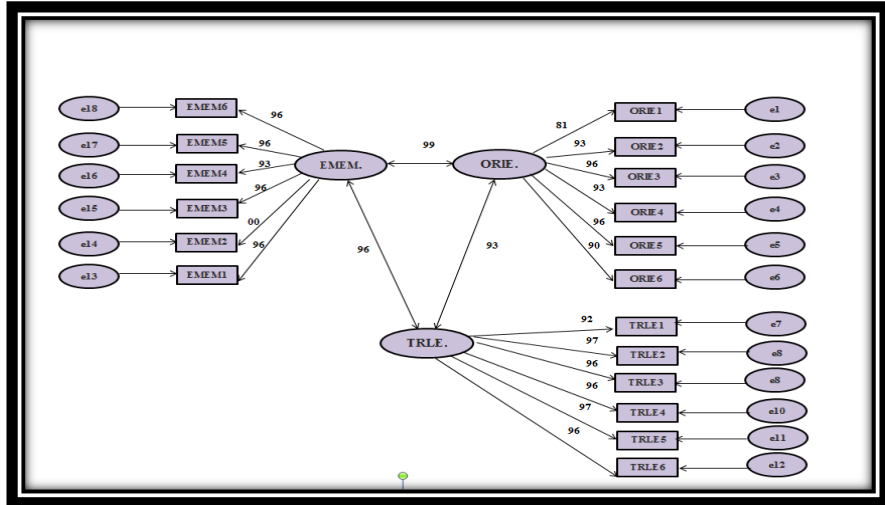 e18
EMEM6
96
e17
EMEM5
96
e16
EMEM4
93
e15
EMEM3
96
e14
EMEM2
00
e13
EMEM1
96
EMEM.
99
ORIE.
81
ORIE1
e1
93
ORIE2
e2
96
ORIE3
e3
93
ORIE4
e4
96
ORIE5
e5
90
ORIE6
e6
96
93
TRLE.
92
TRLE1
e7
97
TRLE2
e8
96
TRLE3
e8
96
TRLE4
e10
97
TRLE5
e11
96
TRLE6
e12